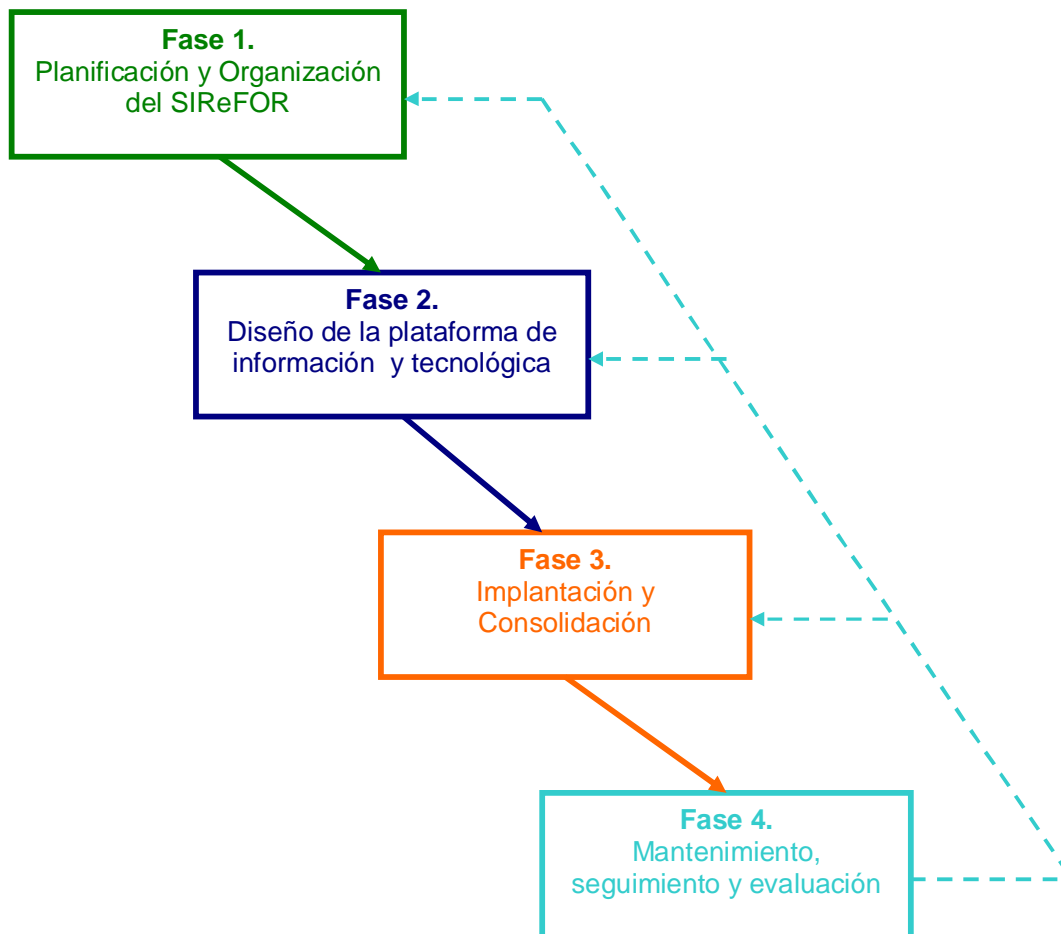 Fase 1.
Planificación y Organización
del SIReFOR
Fase 2.
Diseño de la plataforma de
información y tecnológica
Fase 3.
Implantación y
Consolidación
Fase 4.
Mantenimiento,
seguimiento y evaluación